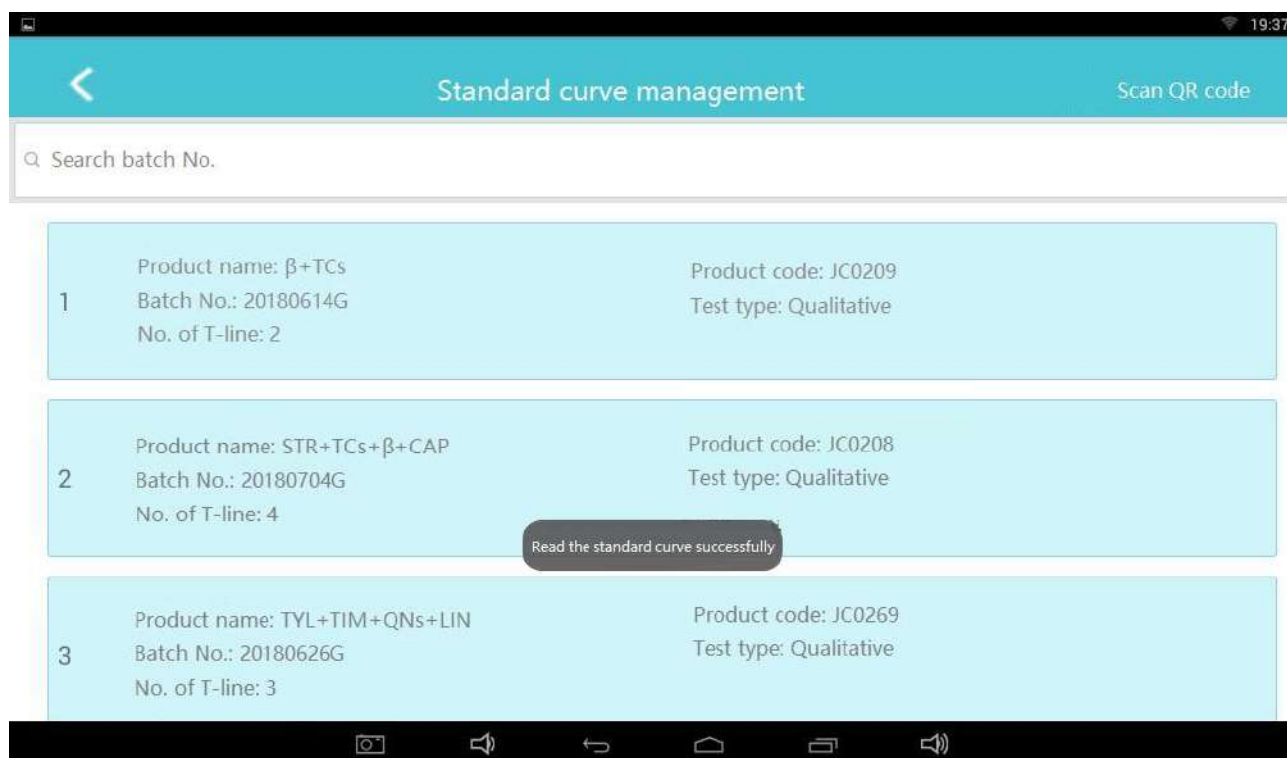 19:37
Standard curve management
Scan QR code
Search batch No.
1
Product name: β+TCs
Batch No.: 20180614G
No. of T-line: 2
Product code: JC0209
Test type: Qualitative
2
Product name: STR+TCs+β+CAP
Batch No.: 20180704G
No. of T-line: 4
Product code: JC0208
Test type: Qualitative
Read the standard curve successfully
3
Product name: TYL+TIM+QNs+LIN
Batch No.: 20180626G
No. of T-line: 3
Product code: JC0269
Test type: Qualitative